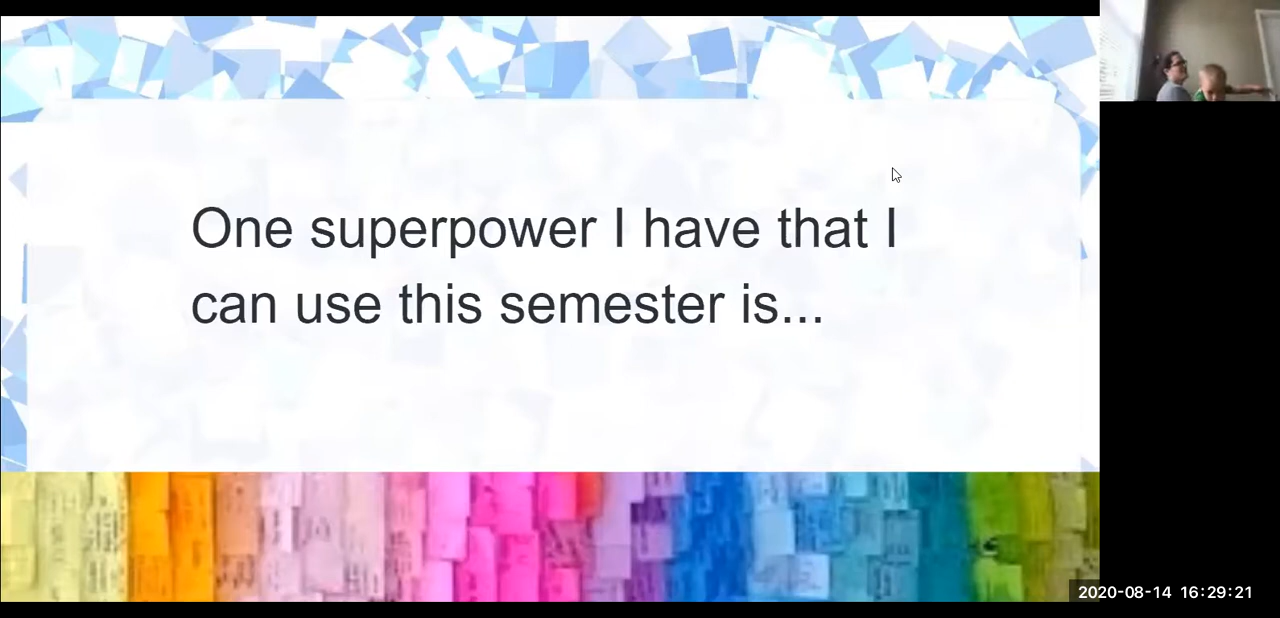 One superpower I have that I
can use this semester is...
2020-08-14 16:29:21